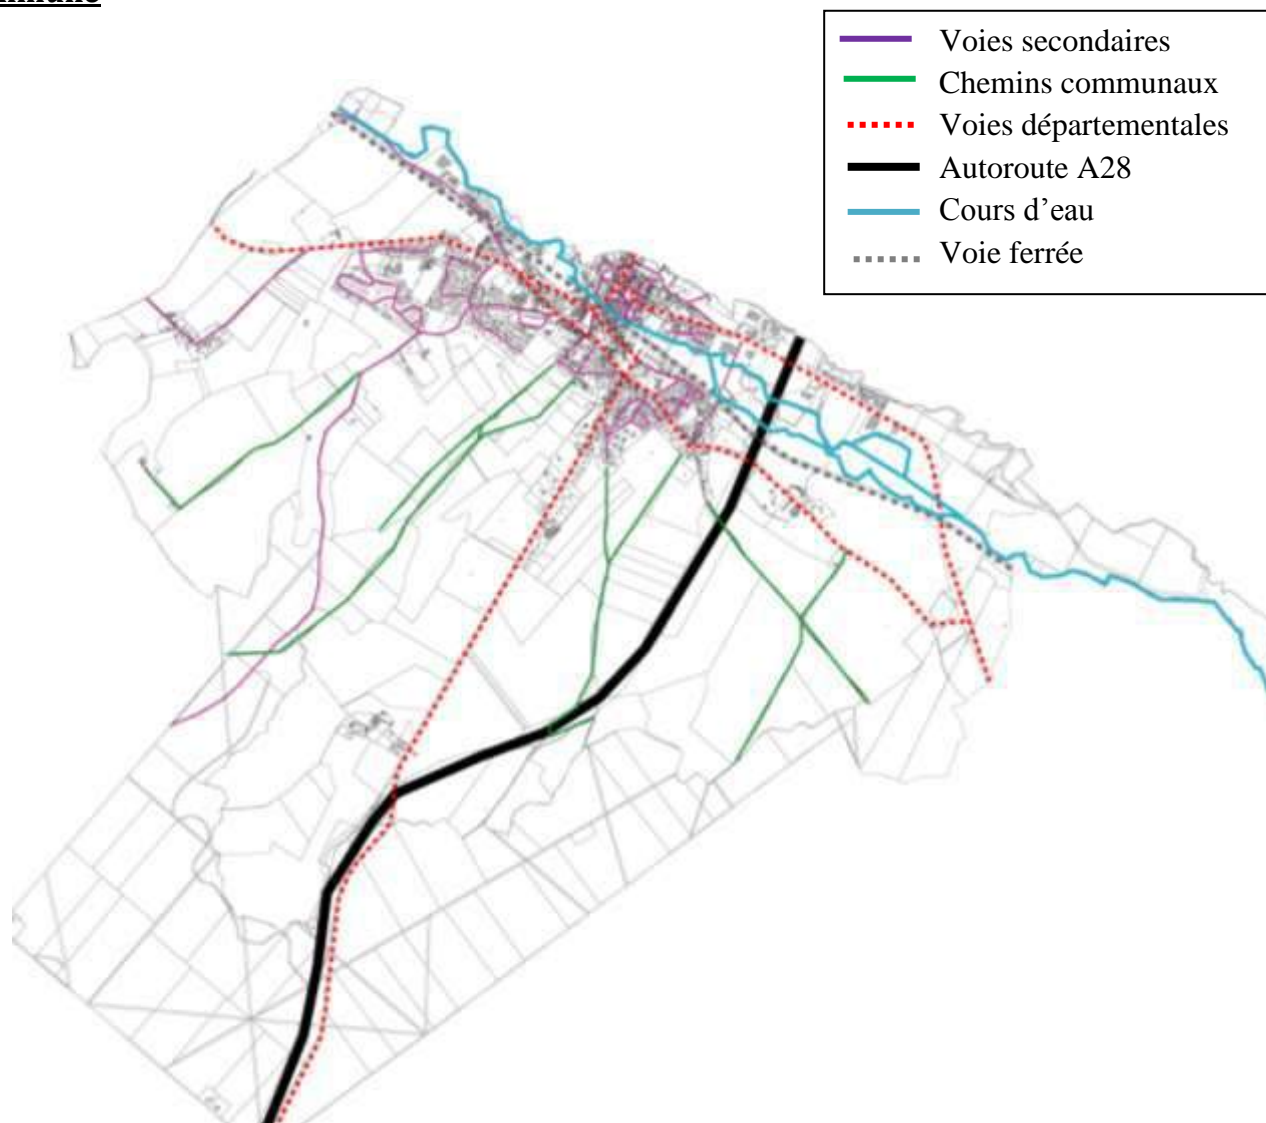 Voies secondaires
Chemins communaux
Voies départementales
Autoroute A28
Cours d’eau
Voie ferrée